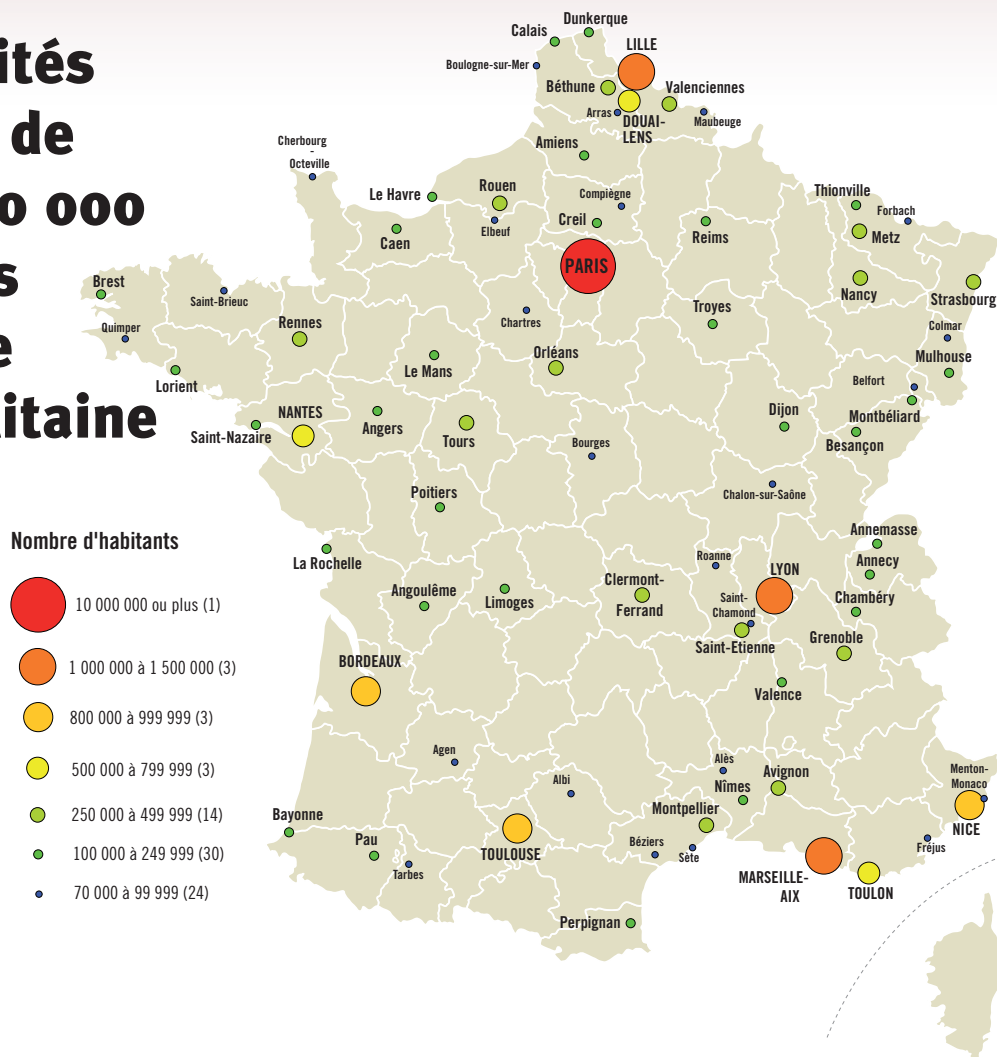 ités
de
0 000
s
e
itaine
Dunkerque
Calais
LILLE
Boulogne-sur-Mer
Béthune
Valenciennes
Arras
DOUAI-
LENS
Maubeuge
Cherbourg
-
Octeville
Amiens
Le Havre
Rouen
Compiègne
Thionville
Forbach
Creil
Elbeuf
Caen
Reims
Metz
PARIS
Brest
Saint-Brieuc
Nancy
Strasbourg
Troyes
Chartres
Quimper
Rennes
Colmar
Orléans
Mulhouse
Le Mans
Lorient
Belfort
NANTES
Dijon
Montbéliard
Angers
Saint-Nazaire
Tours
Bourges
Besançon
Poitiers
Chalon-sur-Saône
Annemasse
La Rochelle
Roanne
LYON
Annecy
Clermont-
Ferrand
Angoulême
Limoges
Saint-
Chamond
Chambéry
Saint-Etienne
Grenoble
BORDEAUX
Valence
Agen
Alès
Avignon
Menton-
Monaco
Albi
Nîmes
Bayonne
Montpellier
NICE
Pau
Béziers
Sète
Fréjus
TOULOUSE
Tarbes
MARSEILLE-
AIX
TOULON
Perpignan
Nombre d'habitants
10 000 000 ou plus (1)
1 000 000 à 1 500 000 (3)
800 000 à 999 999 (3)
500 000 à 799 999 (3)
250 000 à 499 999 (14)
100 000 à 249 999 (30)
70 000 à 99 999 (24)